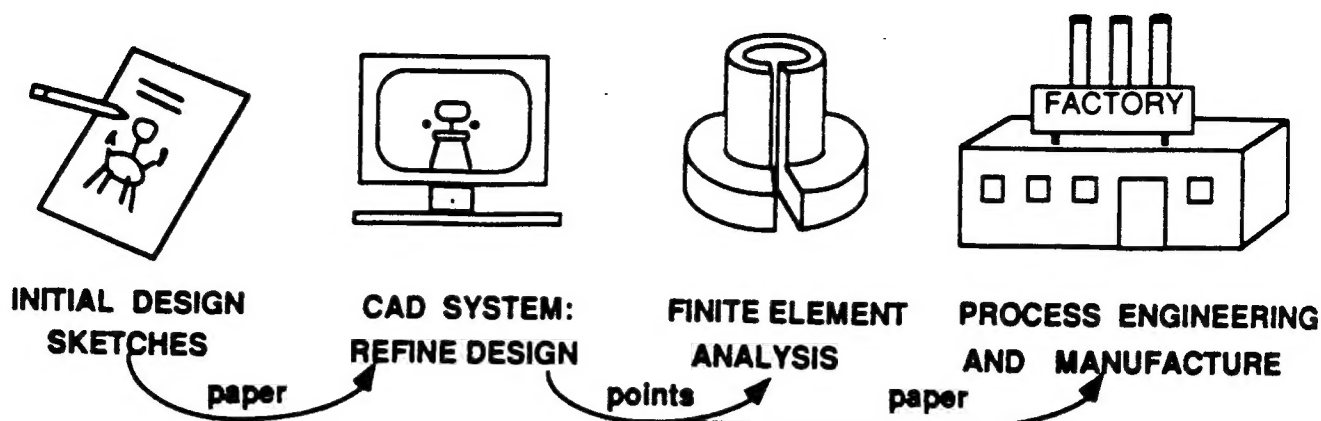 FACTORY
INITIAL DESIGN
SKETCHES
CAD SYSTEM:
REFINE DESIGN
FINITE ELEMENT
ANALYSIS
PROCESS ENGINEERING
AND MANUFACTURE
paper
points
paper